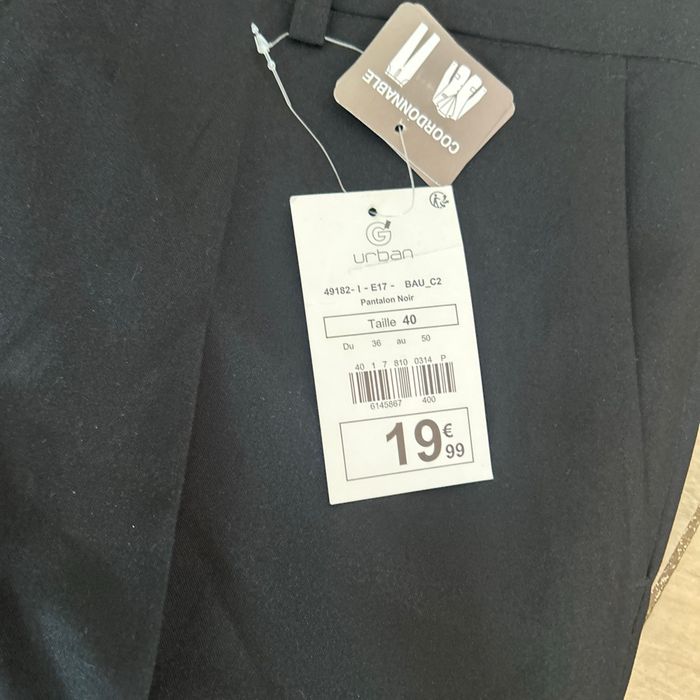 COORDONNABLE
G
urban
49182- I - E17 - BAU_C2
Pantalon Noir
Taille 40
Du 36 au 50
40 1 7 810 0314 P
6145867 400
19€99